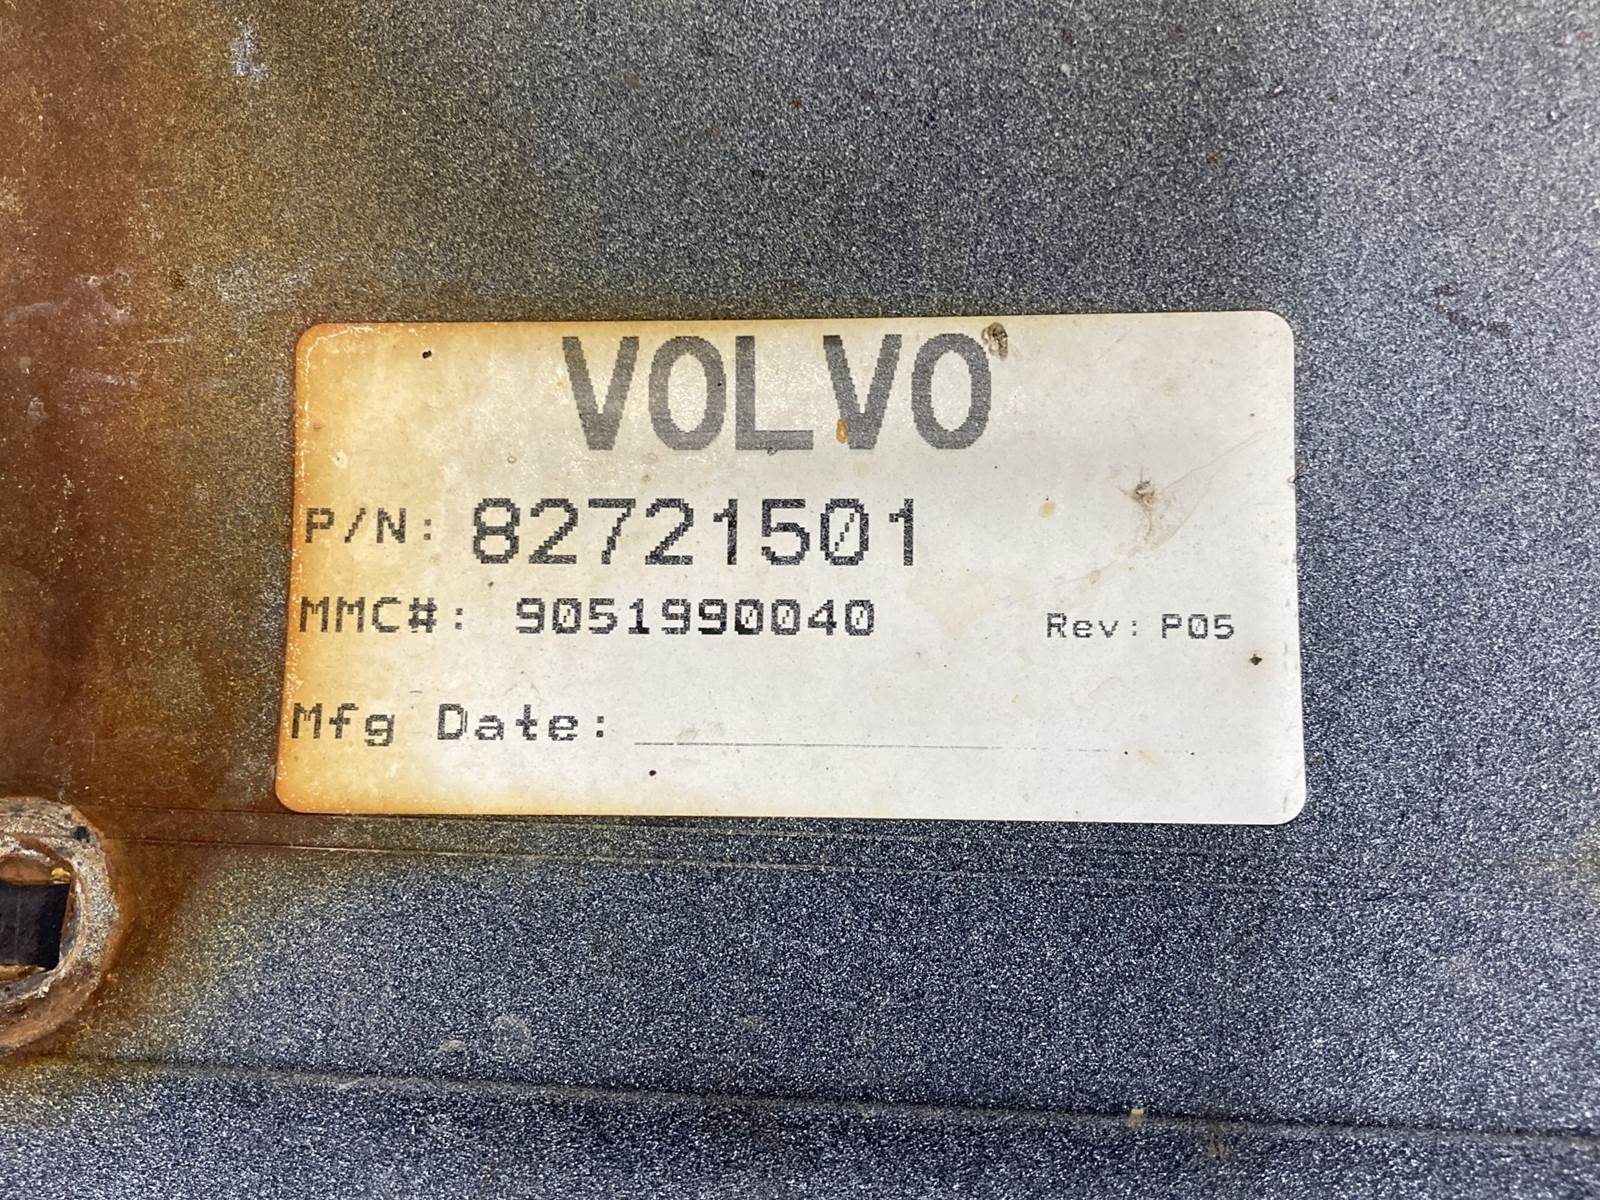 VOLVO
P/N: 82721501
MMC#: 9051990040 Rev: P05
Mfg Date: